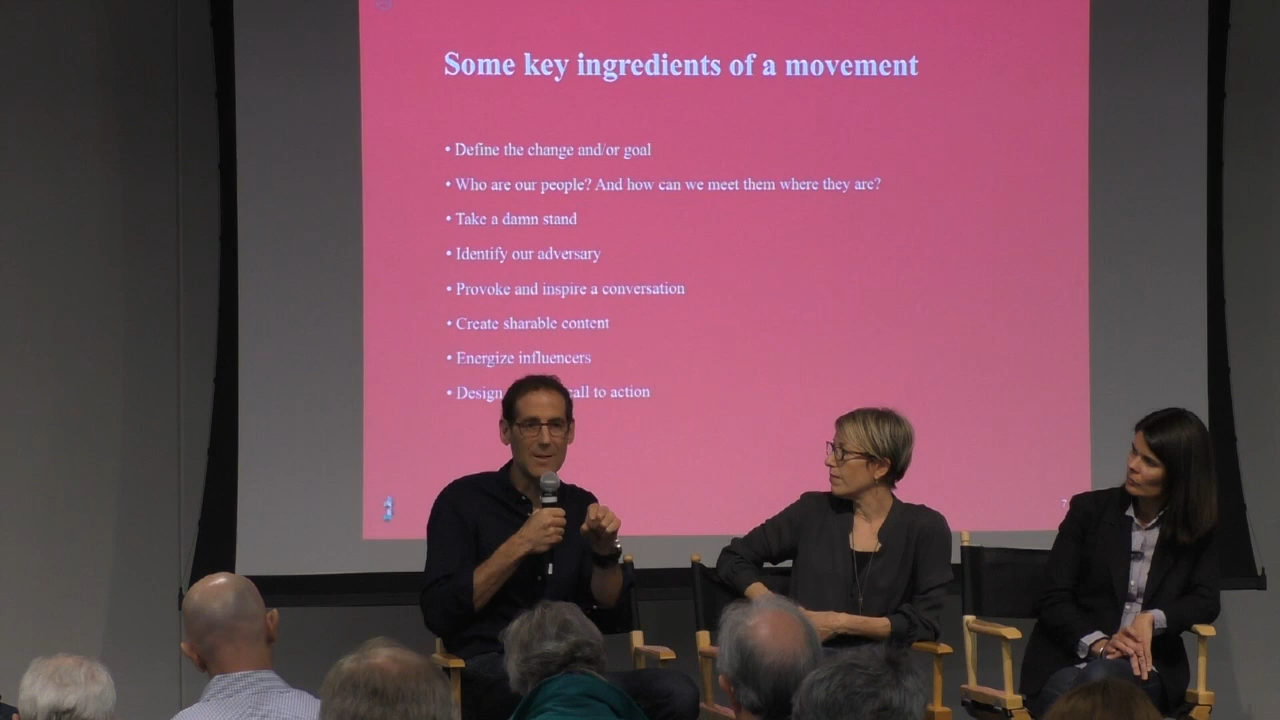 Some key ingredients of a movement
• Define the change and/or goal
• Who are our people? And how can we meet them where they are?
• Take a damn stand
• Identify our adversary
• Provoke and inspire a conversation
• Create sharable content
• Energize influencers
• Design call to action